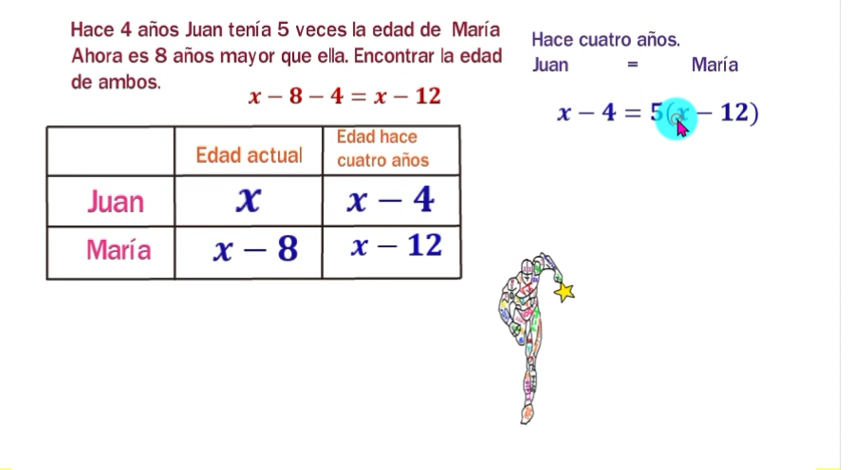 Hace 4 años Juan tenía 5 veces la edad de María
Ahora es 8 años mayor que ella. Encontrar la edad
de ambos.
x − 8 − 4 = x − 12
Edad actual
Edad hace
cuatro años
Juan
x
x − 4
María
x − 8
x − 12
Hace cuatro años.
Juan = María
x − 4 = 5(x − 12)